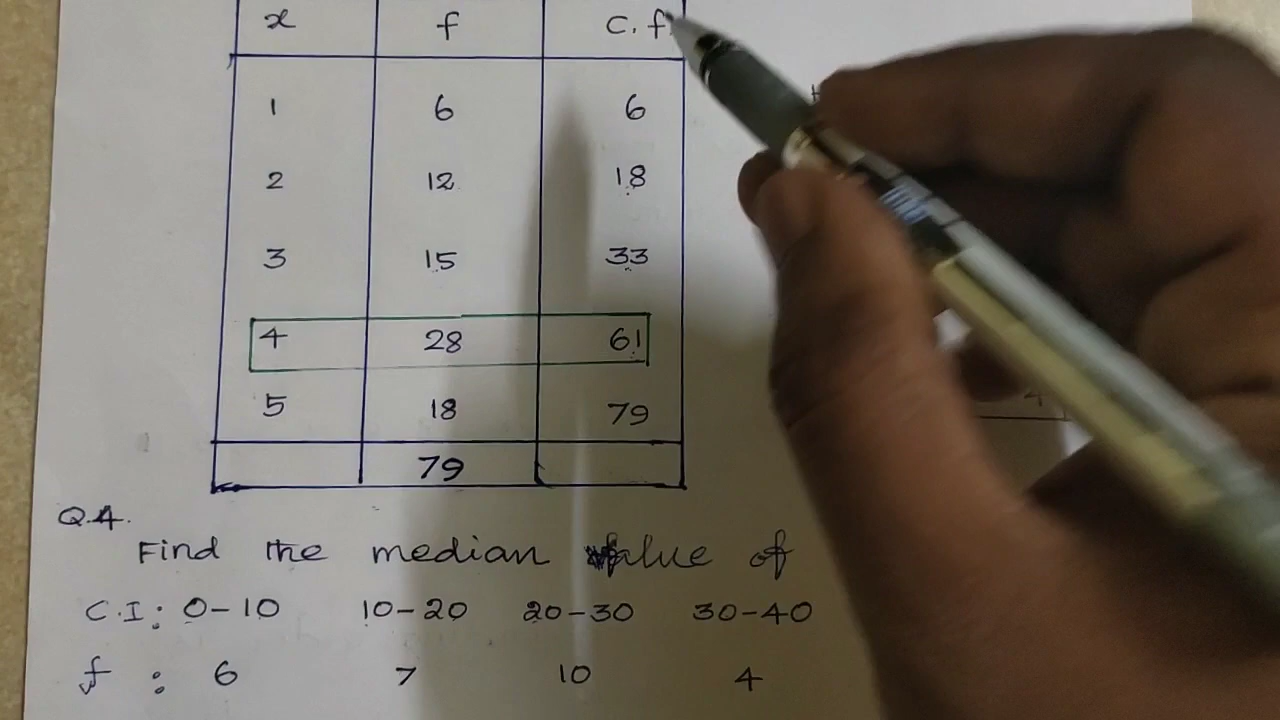 x f c.f.
1 6 6
2 12 18
3 15 33
4 28 61
5 18 79
79
Q.4.
Find the median value of
C.I: 0-10 10-20 20-30 30-40
f : 6 7 10 4